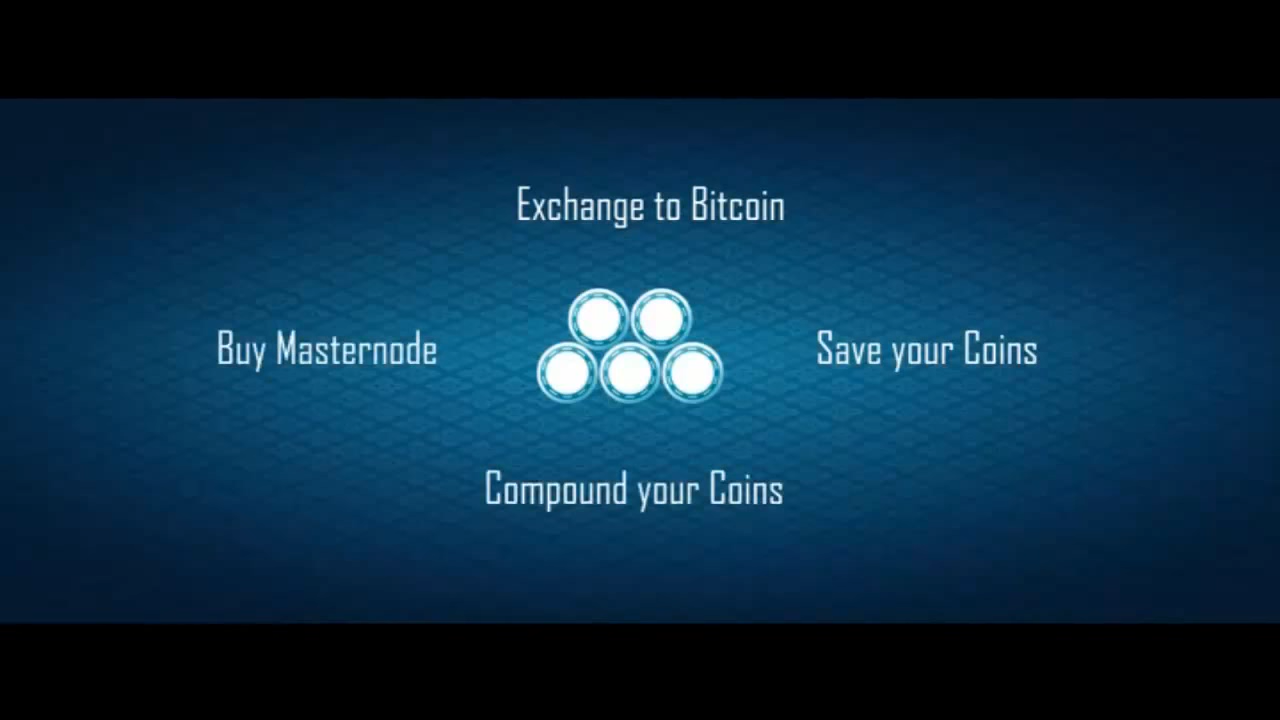 Exchange to Bitcoin
Buy Masternode
Save your Coins
Compound your Coins